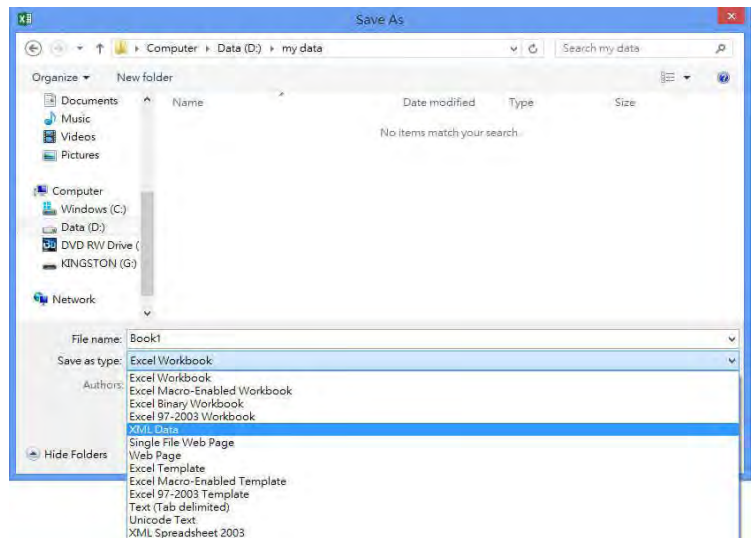 Save As
Computer ▸ Data (D:) ▸ my data
Search my data
Organize
New folder
Name
Date modified
Type
Size
No items match your search.
Documents
Music
Videos
Pictures
Computer
Windows (C:)
Data (D:)
DVD RW Drive (
KINGSTON (G:)
Network
File name: Book1
Save as type: Excel Workbook
Authors:
Excel Workbook
Excel Macro-Enabled Workbook
Excel Binary Workbook
Excel 97-2003 Workbook
XML Data
Single File Web Page
Web Page
Excel Template
Excel Macro-Enabled Template
Excel 97-2003 Template
Text (Tab delimited)
Unicode Text
XML Spreadsheet 2003
Hide Folders